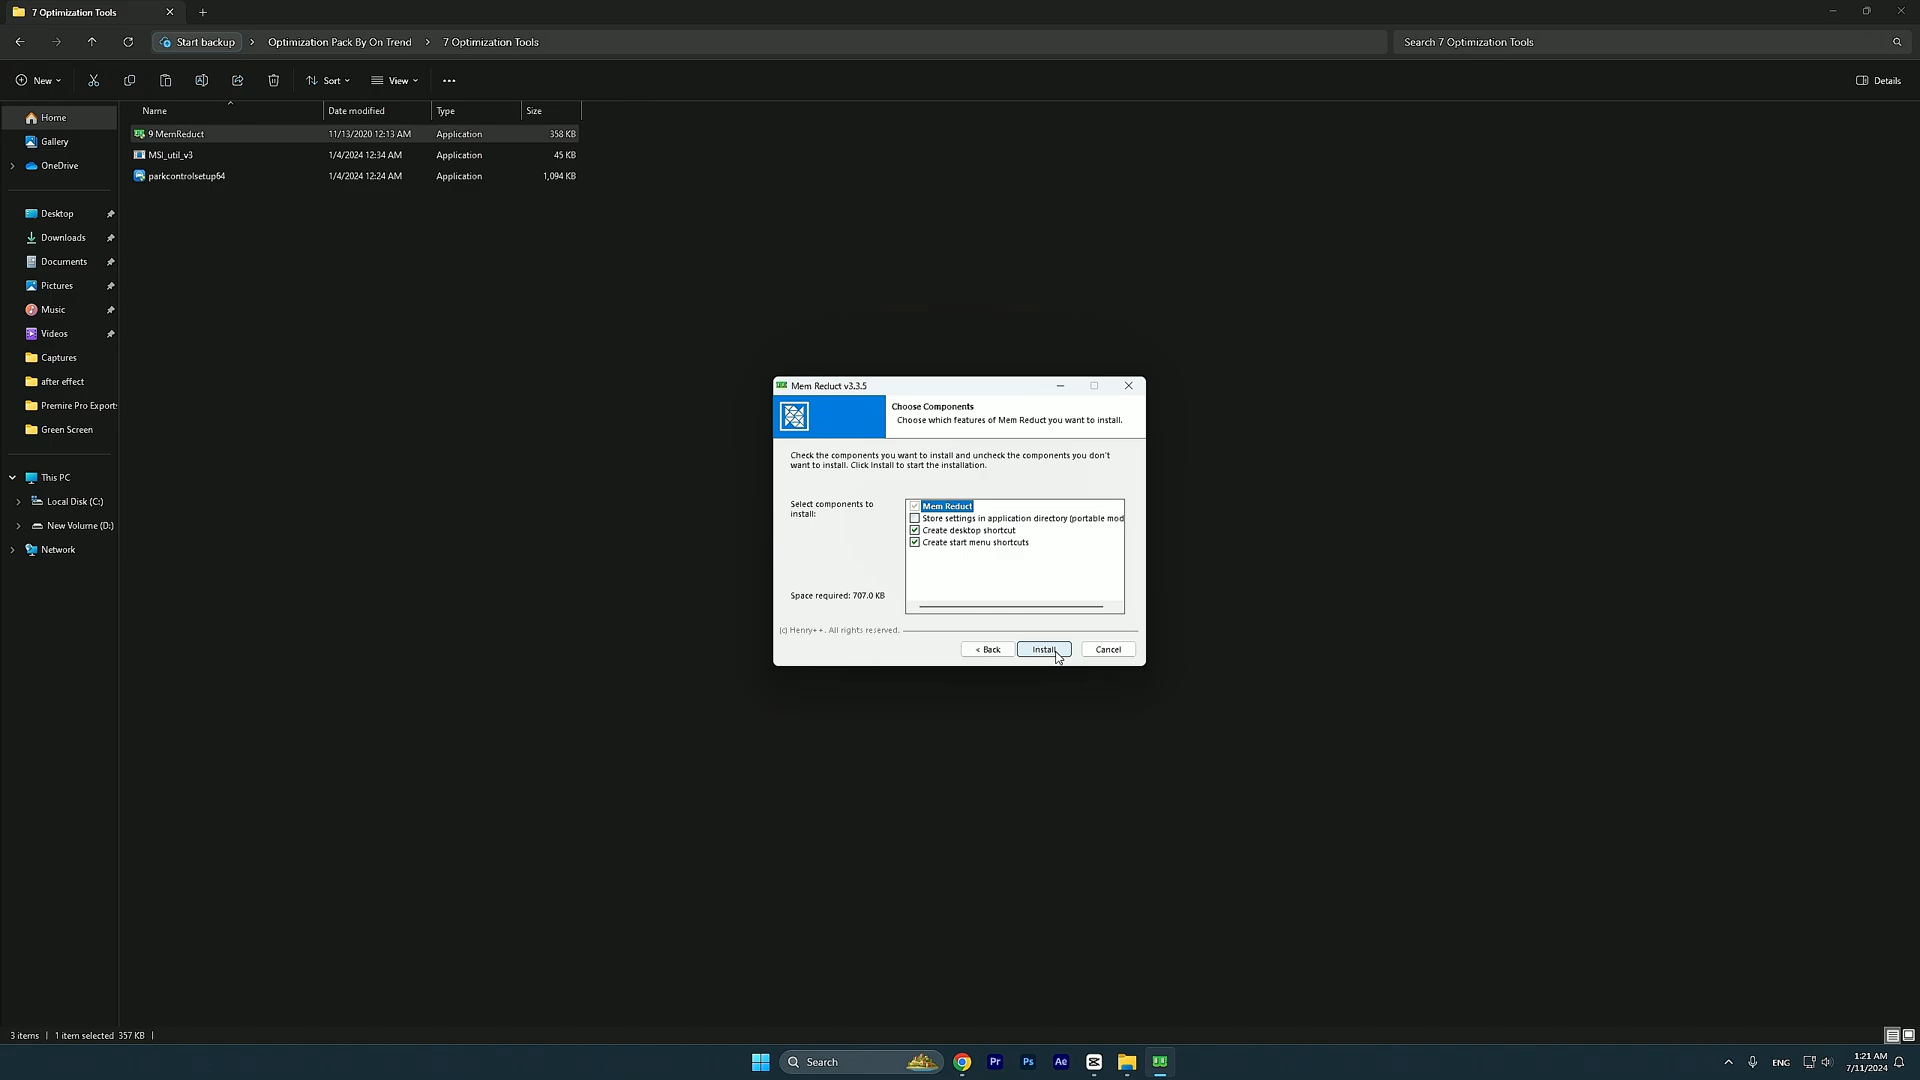 7 Optimization Tools
Start backup
Optimization Pack By On Trend
7 Optimization Tools
Search 7 Optimization Tools
New
Sort
View
Details
Name
Date modified
Type
Size
9 MemReduct
11/13/2020 12:13 AM
Application
358 KB
MSI_util_v3
1/4/2024 12:34 AM
Application
45 KB
parkcontrolsetup64
1/4/2024 12:24 AM
Application
1,094 KB
Home
Gallery
OneDrive
Desktop
Downloads
Documents
Pictures
Music
Videos
Captures
after effect
Premire Pro Exports
Green Screen
This PC
Local Disk (C:)
New Volume (D:)
Network
Mem Reduct v3.3.5
Choose Components
Choose which features of Mem Reduct you want to install.
Check the components you want to install and uncheck the components you don't
want to install. Click Install to start the installation.
Select components to
install:
Mem Reduct
Store settings in application directory (portable mod
Create desktop shortcut
Create start menu shortcuts
Space required: 707.0 KB
(c) Henry++. All rights reserved.
< Back
Install
Cancel
3 items
1 item selected 357 KB
Search
Pr
Ps
Ae
ENG
1:21 AM
7/11/2024